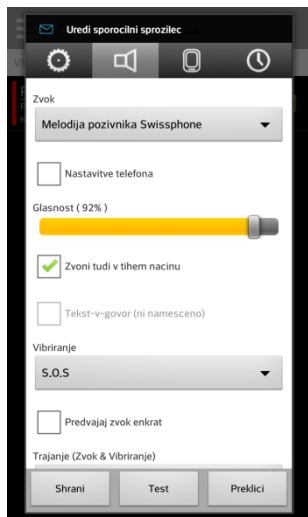 Uredi sporocilni sprozilec
Zvok
Melodija pozivnika Swissphone
Nastavitve telefona
Glasnost ( 92% )
Zvoni tudi v tihem nacinu
Tekst-v-govor (ni namesceno)
Vibriranje
S.O.S
Predvajaj zvok enkrat
Trajanje (Zvok & Vibriranje)
Shrani Test Preklici